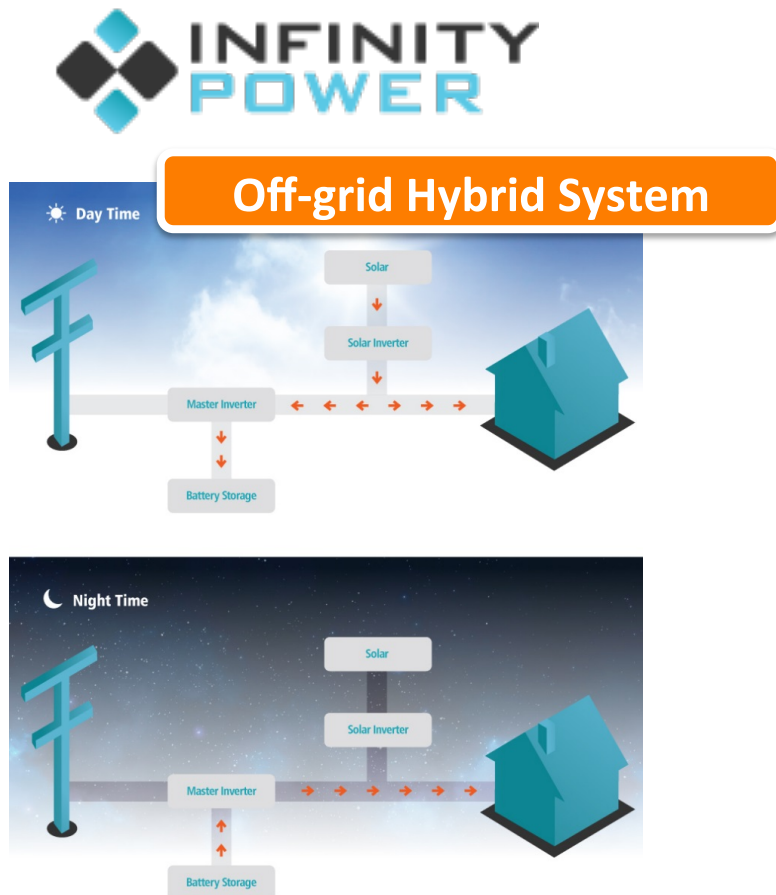 INFINITY
POWER
Off-grid Hybrid System
Day Time
Solar
Solar Inverter
Master Inverter
Battery Storage
Night Time
Solar
Solar Inverter
Master Inverter
Battery Storage